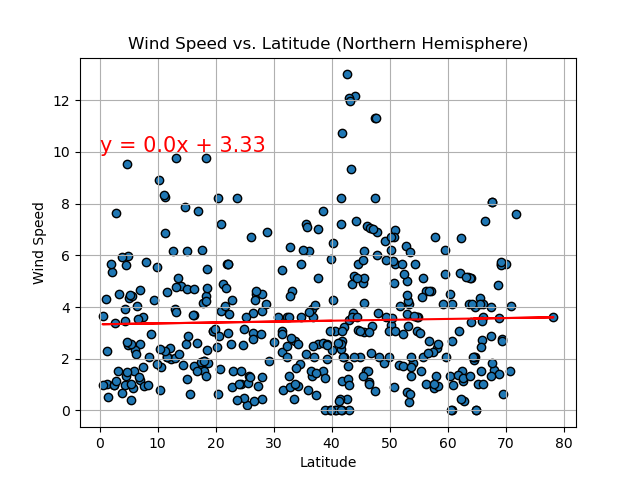 Wind Speed vs. Latitude (Northern Hemisphere)
12
10
8
6
4
2
0
y = 0.0x + 3.33
Wind Speed
0 10 20 30 40 50 60 70 80
Latitude